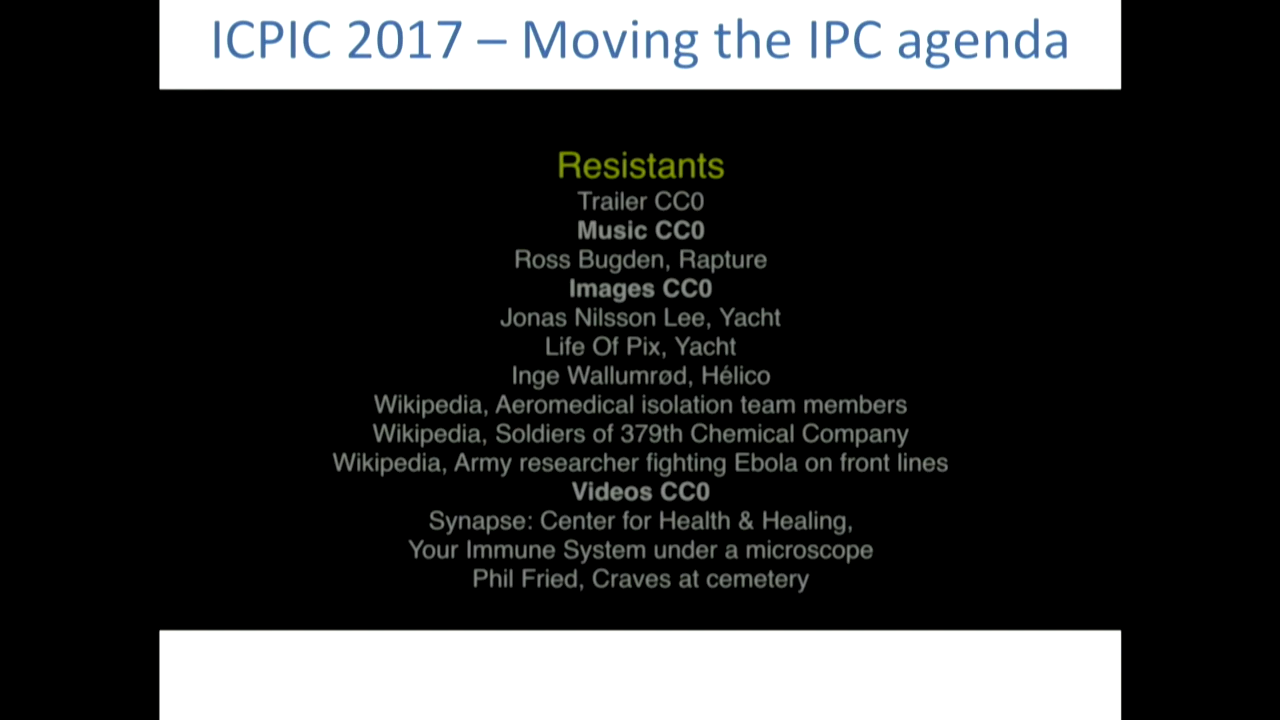 ICPIC 2017 – Moving the IPC agenda
Resistants
Trailer CC0
Music CC0
Ross Bugden, Rapture
Images CC0
Jonas Nilsson Lee, Yacht
Life Of Pix, Yacht
Inge Wallumrød, Hélico
Wikipedia, Aeromedical isolation team members
Wikipedia, Soldiers of 379th Chemical Company
Wikipedia, Army researcher fighting Ebola on front lines
Videos CC0
Synapse: Center for Health & Healing,
Your Immune System under a microscope
Phil Fried, Craves at cemetery